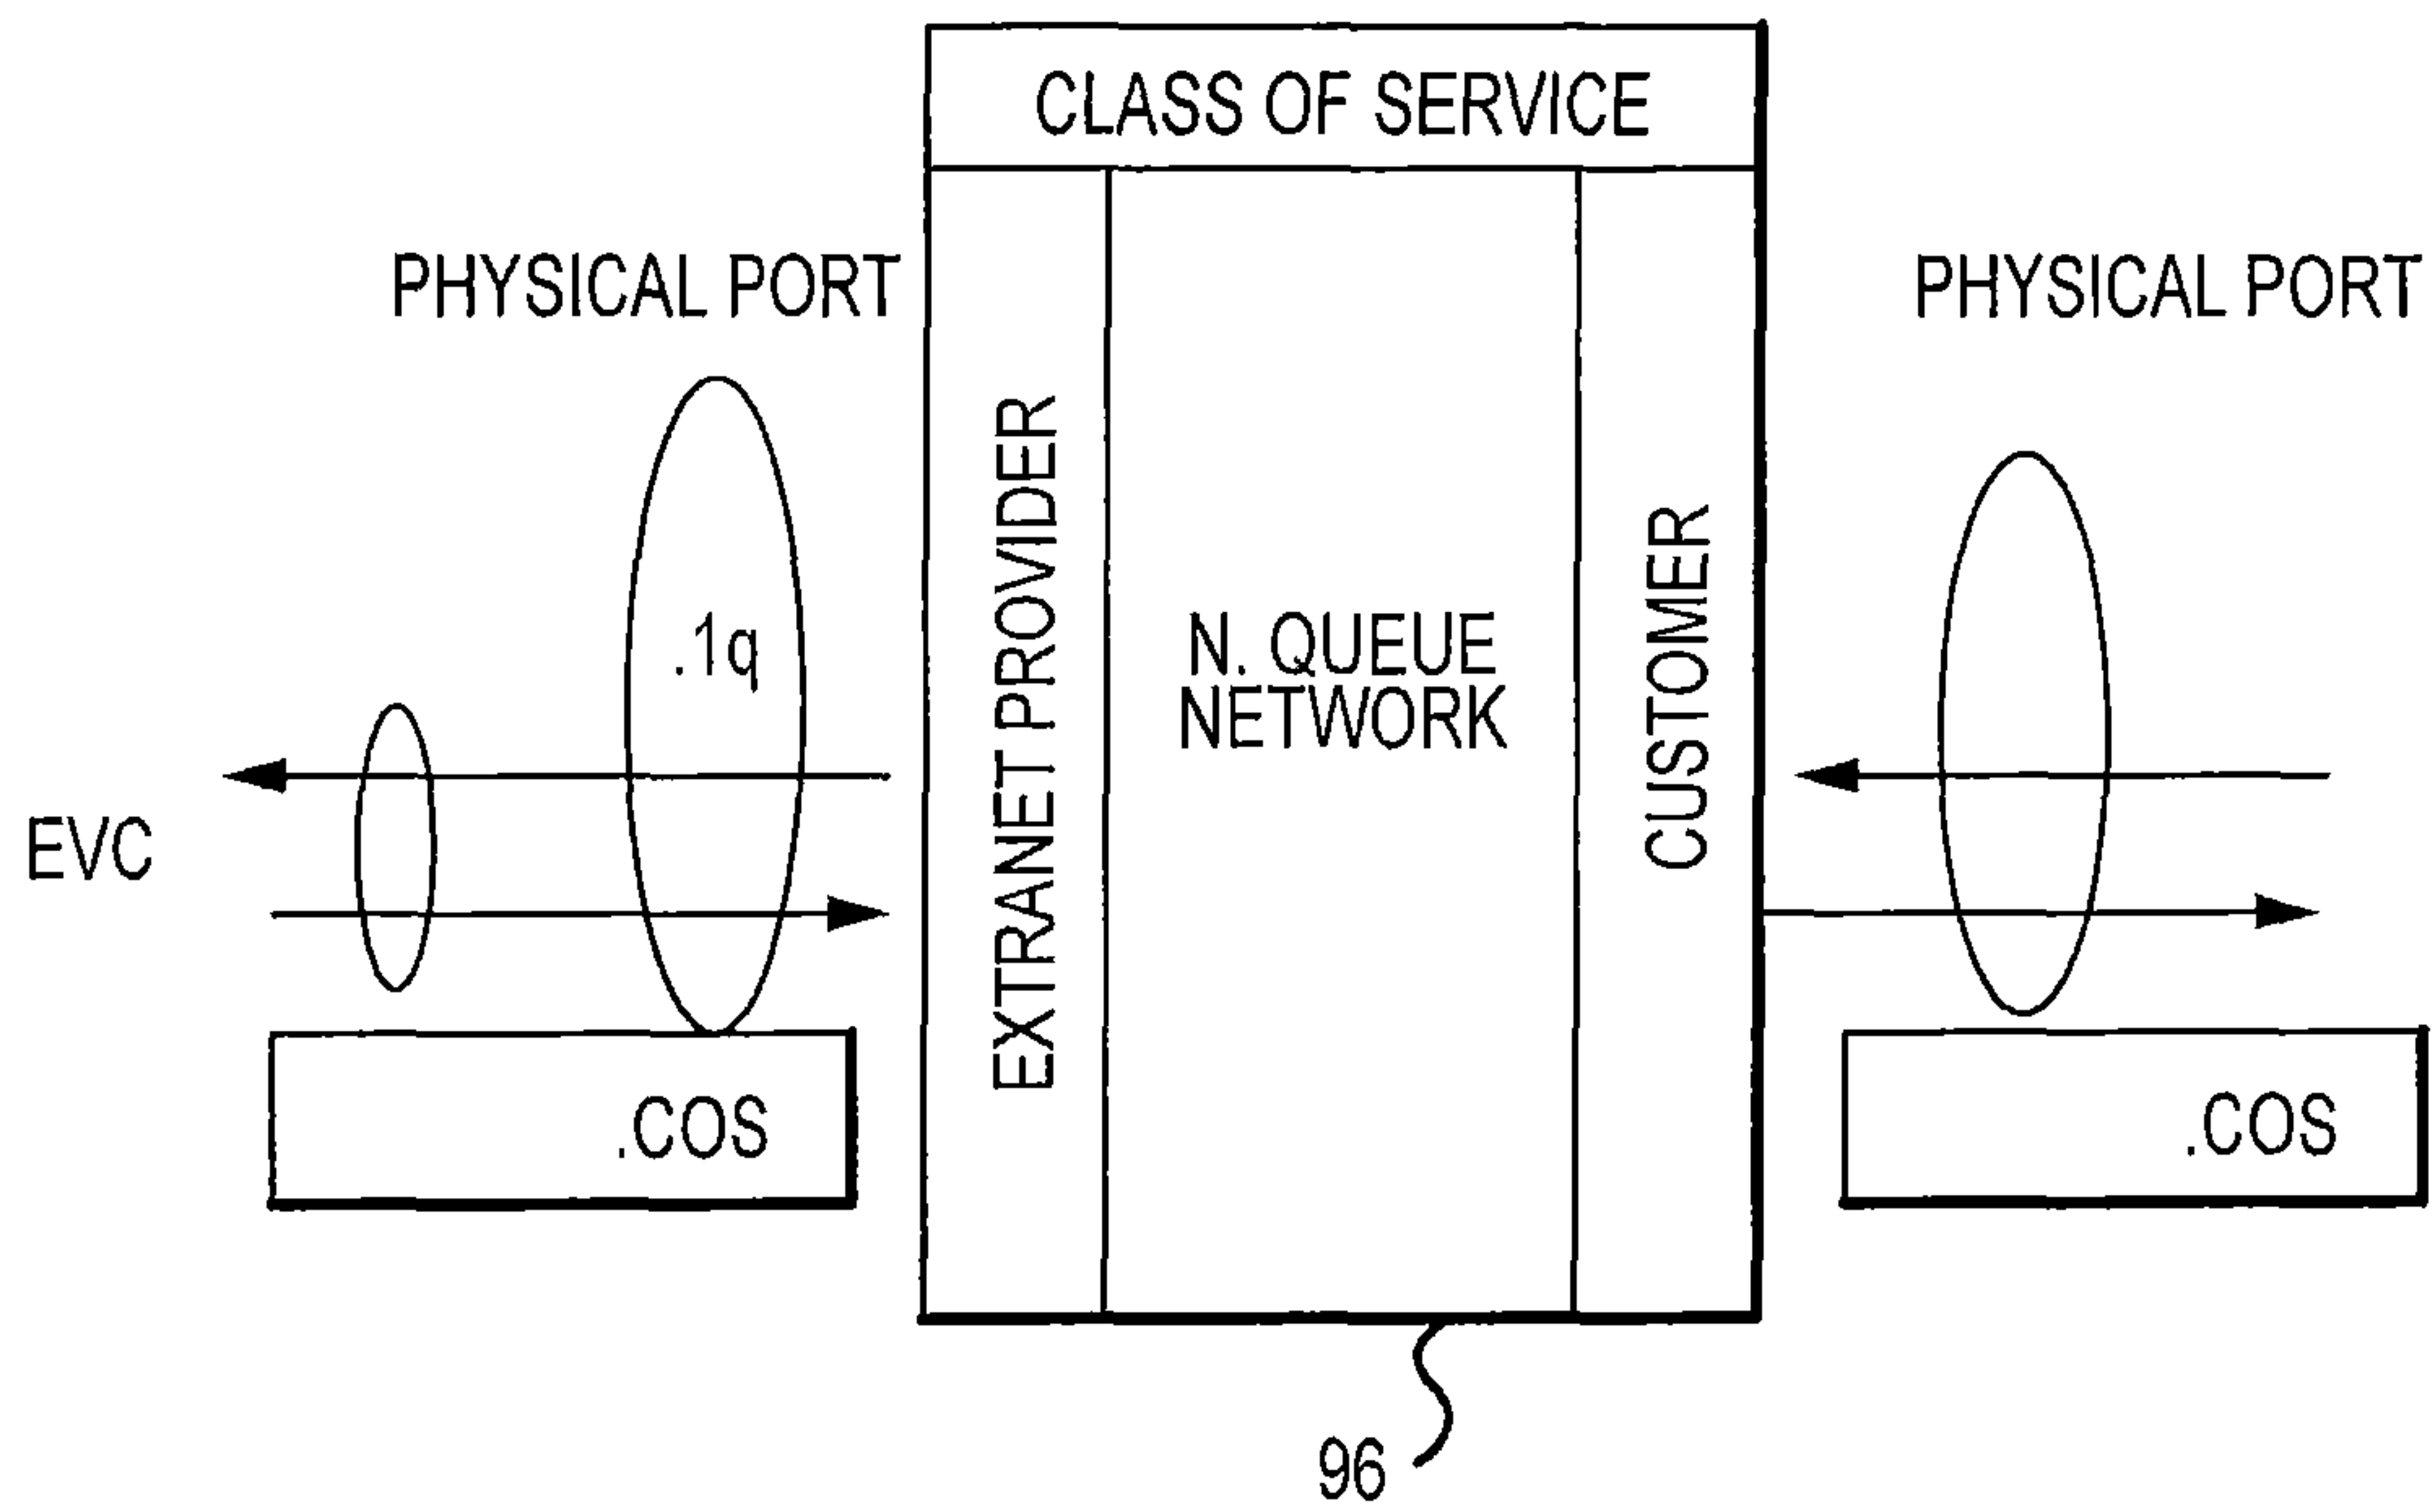 CLASS OF SERVICE
PHYSICAL PORT
PHYSICAL PORT
.1q
EXTRANET PROVIDER
N. QUEUE
NETWORK
CUSTOMER
EVC
.COS
.COS
96